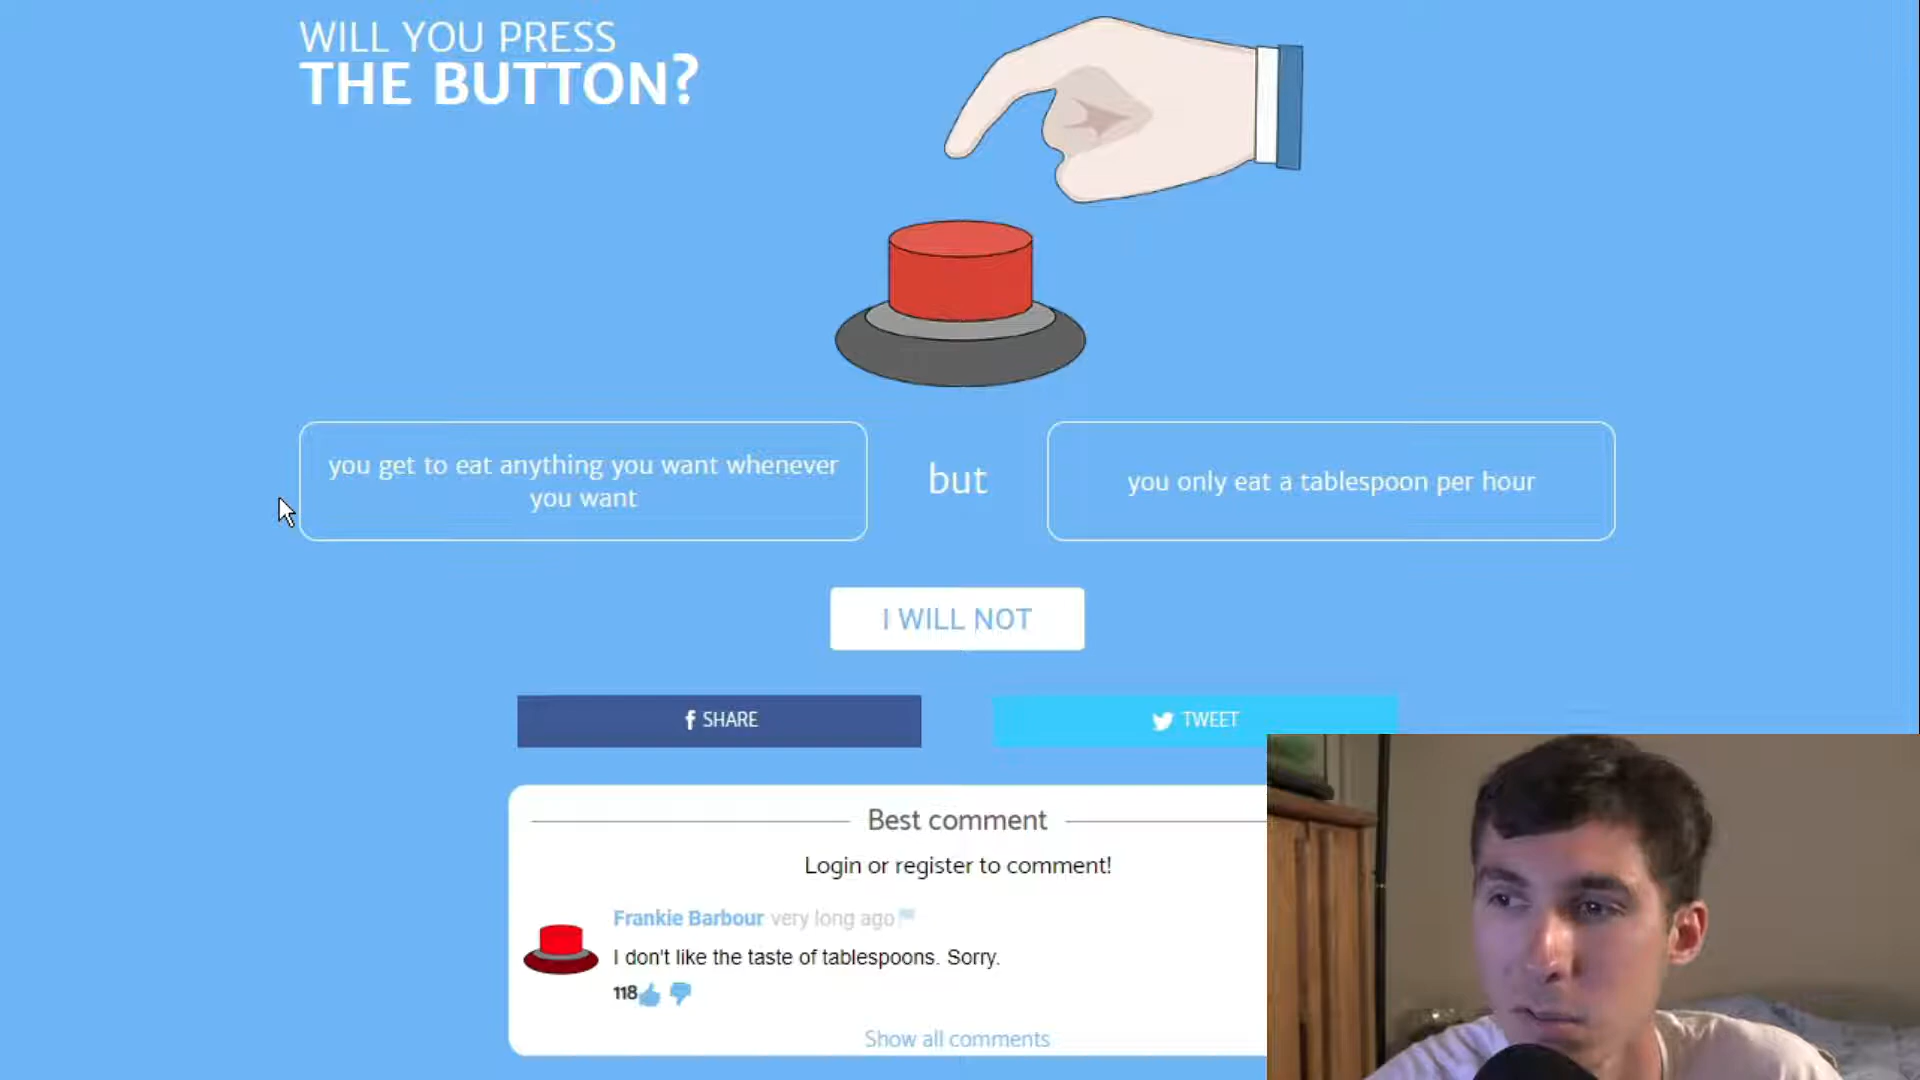 WILL YOU PRESS
THE BUTTON?
you get to eat anything you want whenever
you want
but
you only eat a tablespoon per hour
I WILL NOT
f SHARE
TWEET
Best comment
Login or register to comment!
Frankie Barbour very long ago
I don't like the taste of tablespoons. Sorry.
118
Show all comments